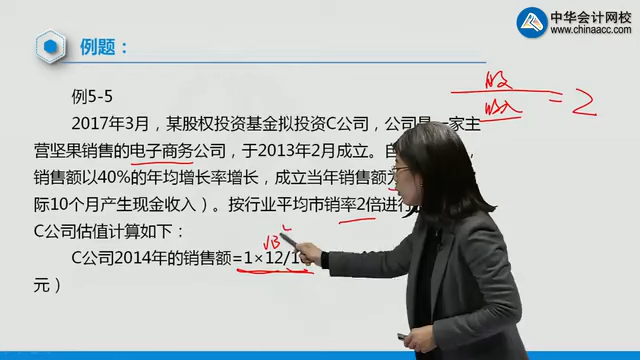 中华会计网校
www.chinaacc.com
例题：
股
收入 = 2
例5-5
2017年3月，某股权投资基金拟投资C公司，公司是一家主
营坚果销售的电子商务公司，于2013年2月成立。自
销售额以40%的年均增长率增长，成立当年销售额为
际10个月产生现金收入）。按行业平均市销率2倍进行
C公司估值计算如下：
C公司2014年的销售额=1×12/1
元）